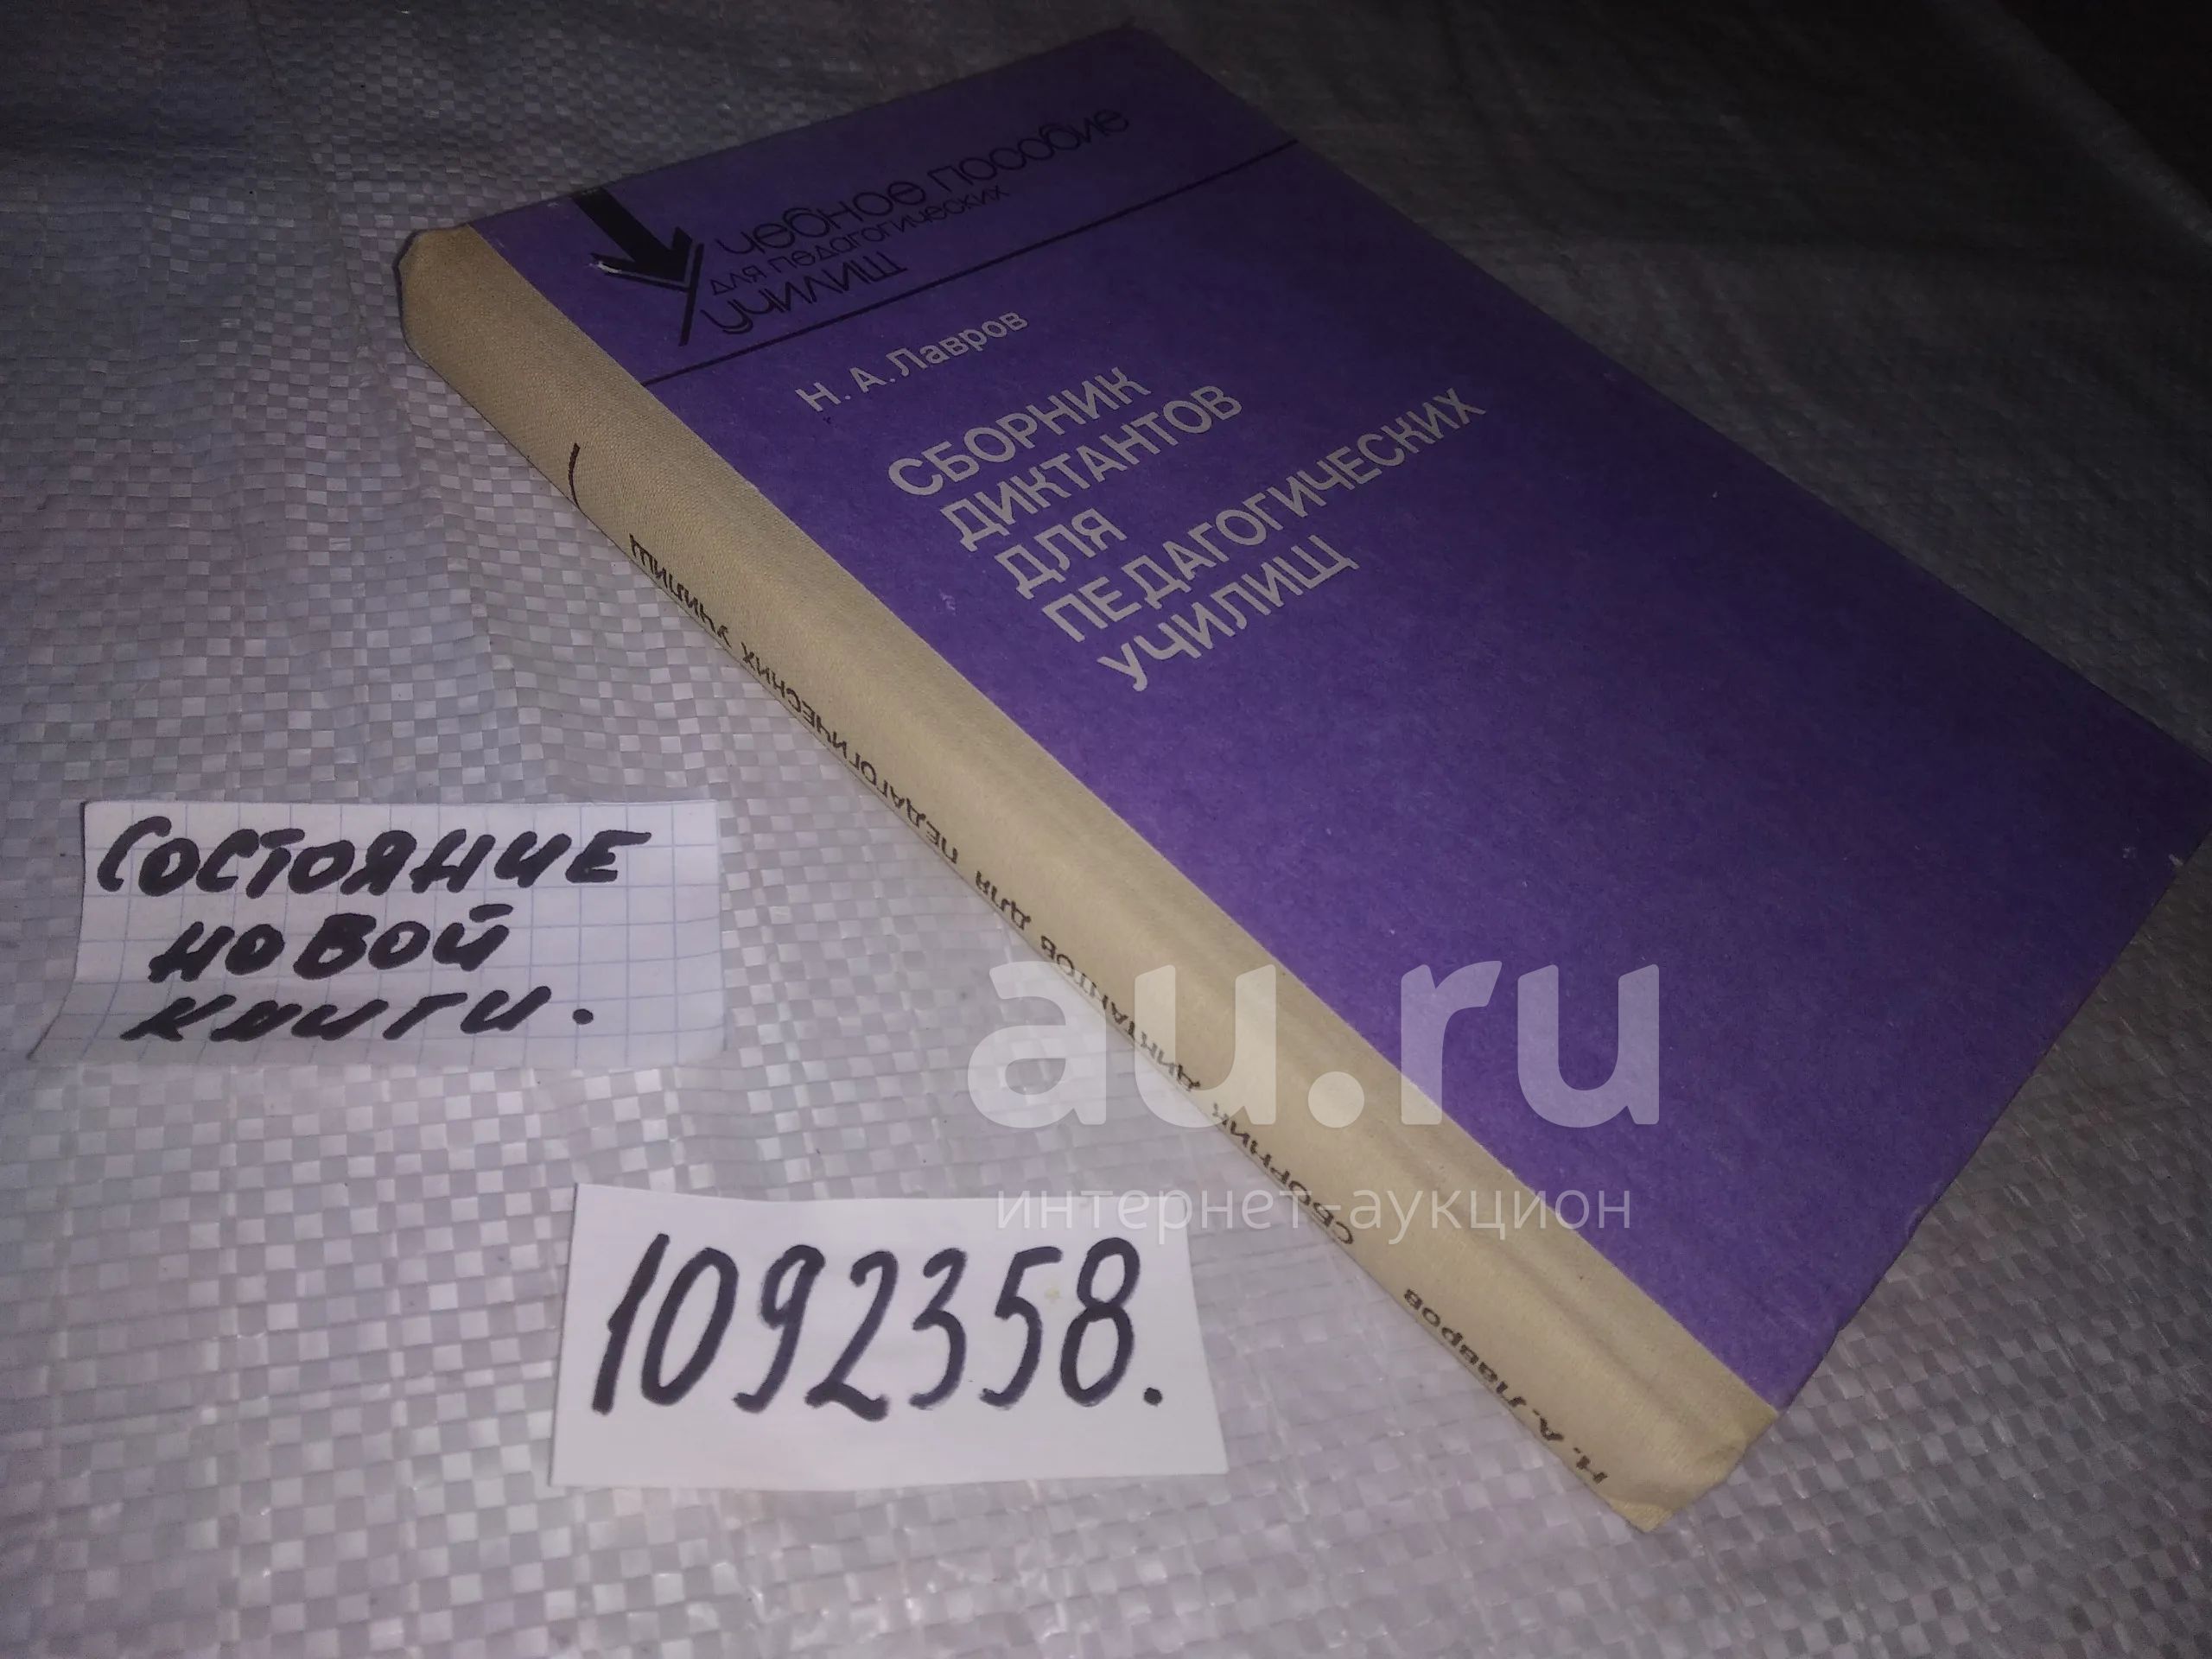 Учебное пособие
для педагогических
училищ
Н. А. Лавров
СБОРНИК
ДИКТАНТОВ
ДЛЯ
ПЕДАГОГИЧЕСКИХ
УЧИЛИЩ
Н. А. Лавров СБОРНИК ДИКТАНТОВ ДЛЯ ПЕДАГОГИЧЕСКИХ УЧИЛИЩ
СОСТОЯНИЕ
НОВОЙ
КНИГИ.
au.ru
интернет-аукцион
1092358.